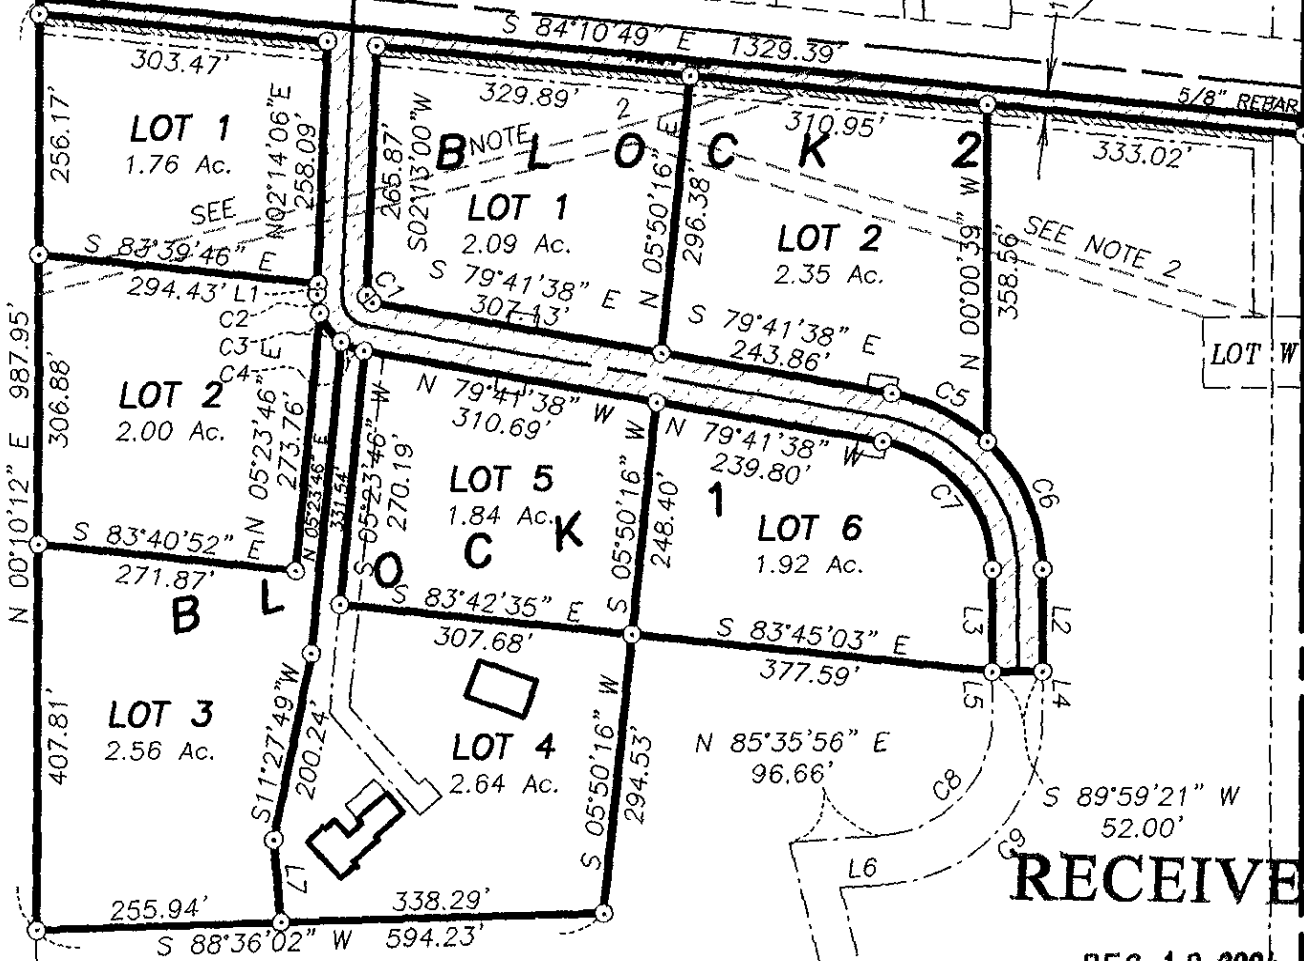 S 84°10'49" E 1329.39'
5/8" REBAR
303.47'
329.89'
2
310.95'
333.02'
256.17'
LOT 1
1.76 Ac.
N02°14'06"E
258.09'
265.87'
S02°13'00"W
B L O C K 2
NOTE
SEE
LOT 1
2.09 Ac.
N 05°50'16" E
296.38'
LOT 2
2.35 Ac.
N 00°00'39" W
358.56'
SEE NOTE 2
S 83°39'46" E
294.43'
L1
C1
S 79°41'38" E
307.13'
S 79°41'38" E
243.86'
LOT W
C2
C3
C4
C5
N 00°10'12" E 987.95'
306.88'
LOT 2
2.00 Ac.
N 05°23'46" E
273.76'
N 05°23'46" E
331.54'
S 05°23'46" W
270.19'
N 79°41'38" W
310.69'
N 79°41'38" W
239.80'
C7
C6
LOT 5
1.84 Ac.
S 05°50'16" W
248.40'
1
LOT 6
1.92 Ac.
S 83°40'52" E
271.87'
B L O C K
S 83°42'35" E
307.68'
S 83°45'03" E
377.59'
L3
L2
L5
L4
407.81'
LOT 3
2.56 Ac.
S11°27'49"W
200.24'
LOT 4
2.64 Ac.
S 05°50'16" W
294.53'
N 85°35'56" E
96.66'
C8
S 89°59'21" W
52.00'
C9
L6
L7
RECEIVE
255.94'
338.29'
S 88°36'02" W 594.23'